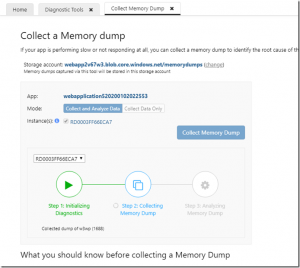 Home
Diagnostic Tools ×
Collect Memory Dump ×
Collect a Memory dump
If your app is performing slow or not responding at all, you can collect a memory dump to identify the root cause of th
Storage account: webapp2v67w3.blob.core.windows.net/memorydumps (change)
Memory dumps captured via this tool will be stored in this storage account
App: webapplication520200102022553
Mode: Collect and Analyze Data Collect Data Only
Instance(s): RD0003FF66ECA7
Collect Memory Dump
RD0003FF66ECA7
Step 1: Initializing Diagnostics
Step 2: Collecting Memory Dump
Step 3: Analyzing Memory Dump
Collected dump of w3wp (1688)
What you should know before collecting a Memory Dump